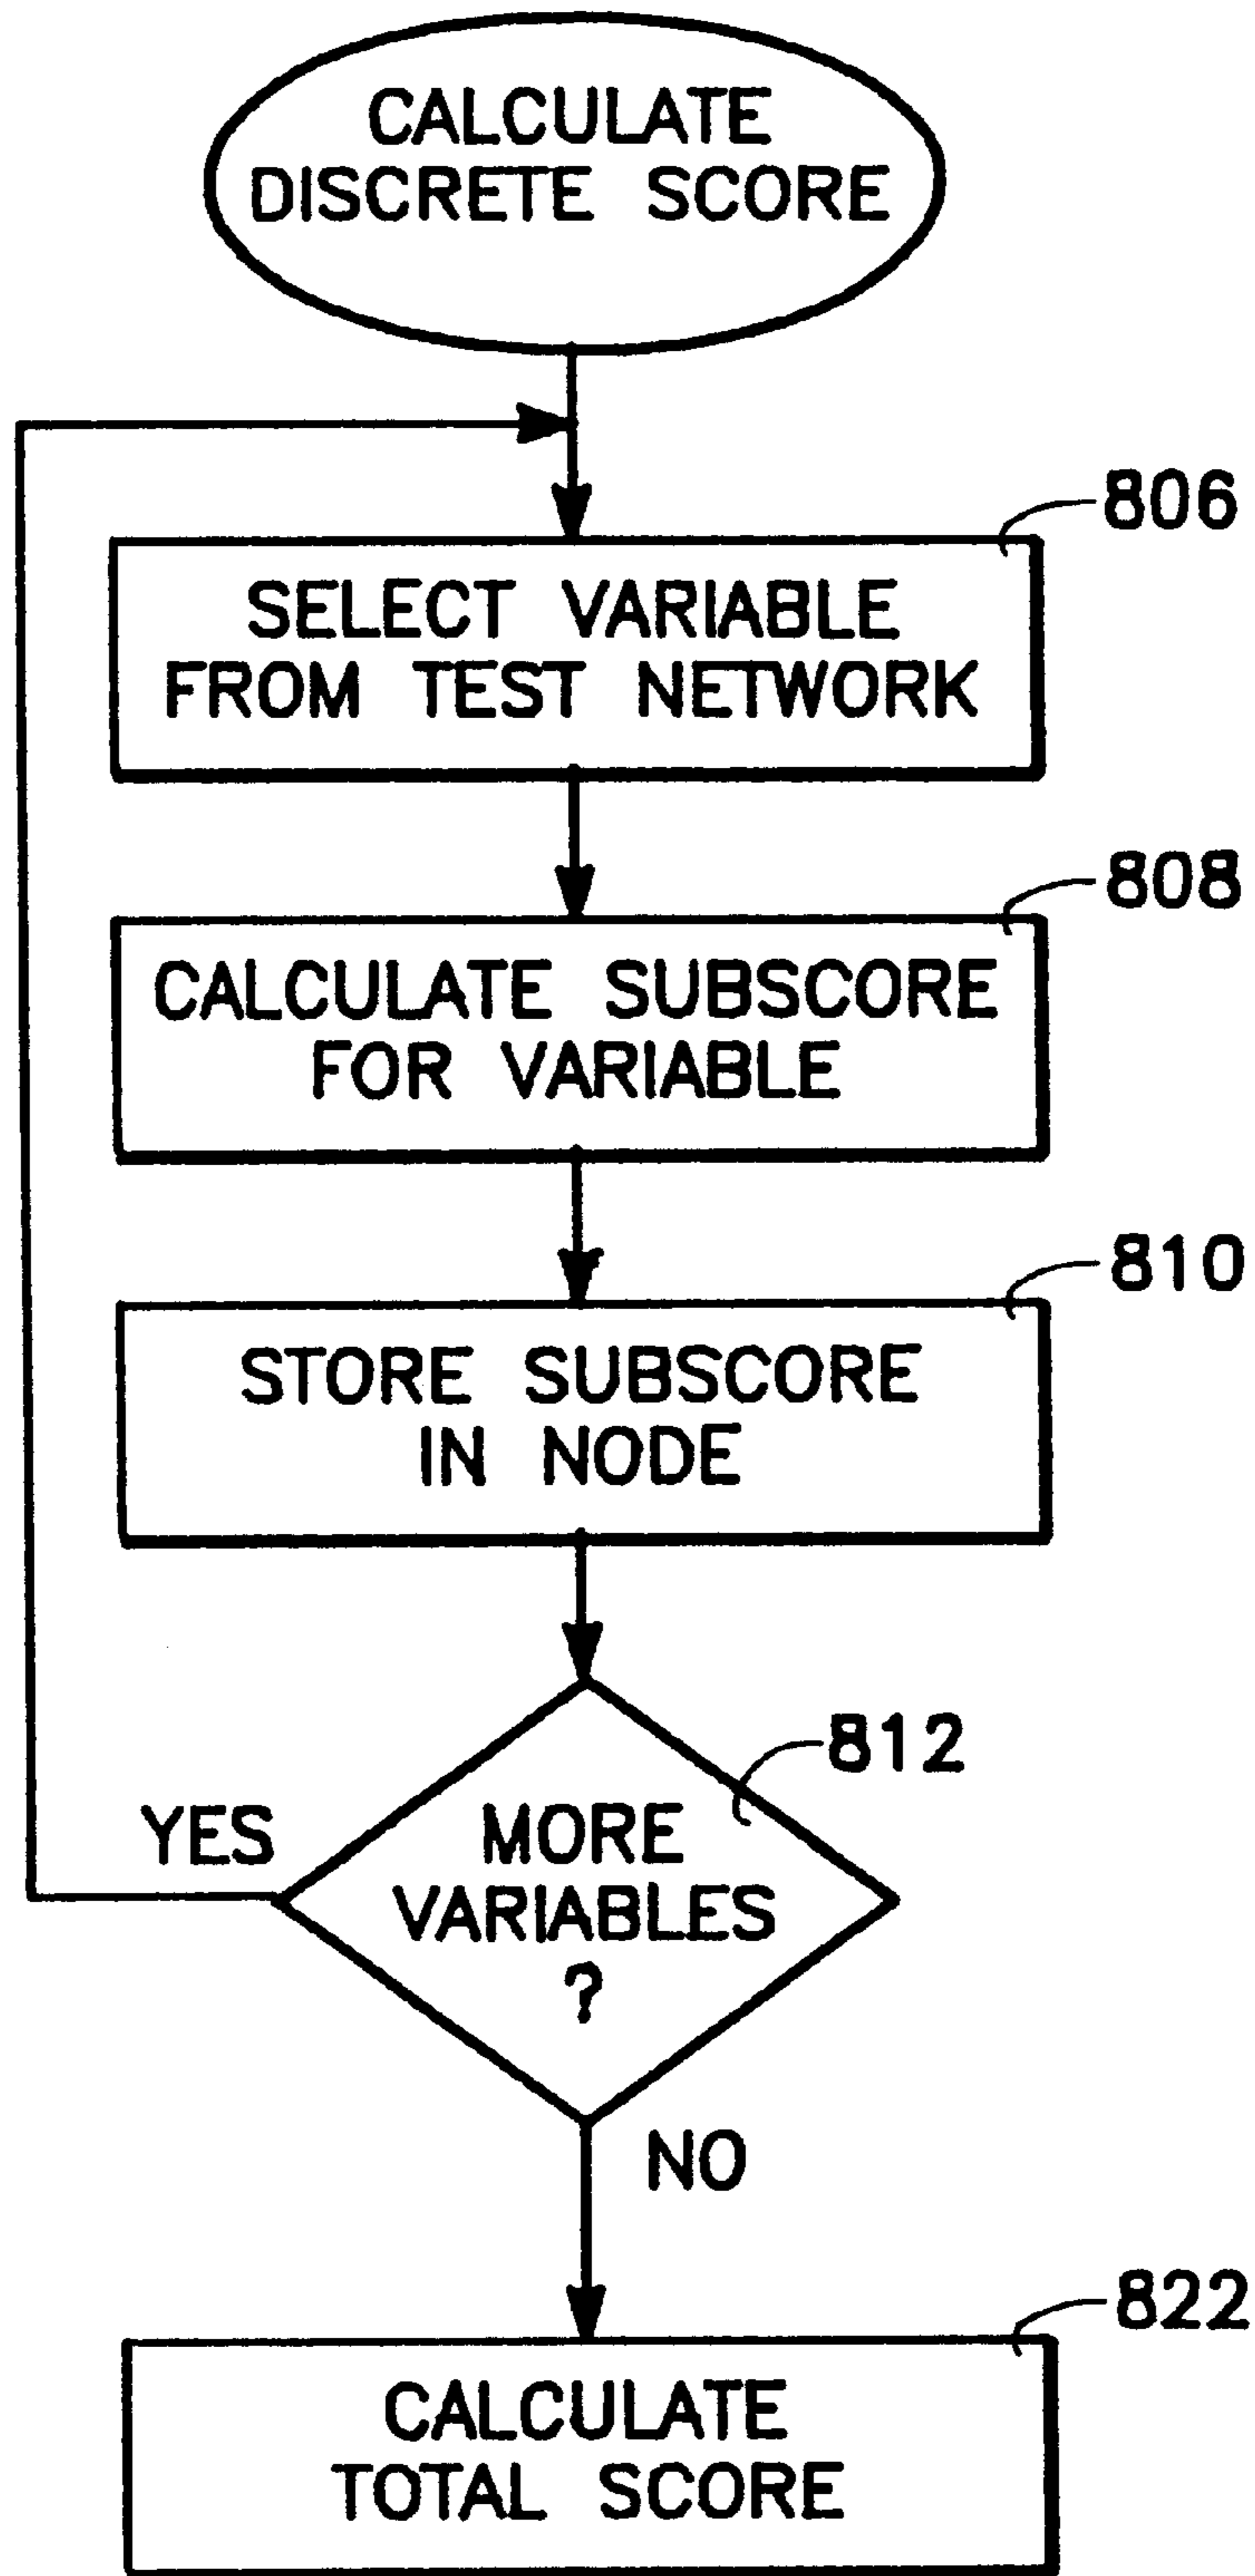 CALCULATE
DISCRETE SCORE
806
SELECT VARIABLE
FROM TEST NETWORK
808
CALCULATE SUBSCORE
FOR VARIABLE
810
STORE SUBSCORE
IN NODE
812
YES
MORE
VARIABLES
?
NO
822
CALCULATE
TOTAL SCORE